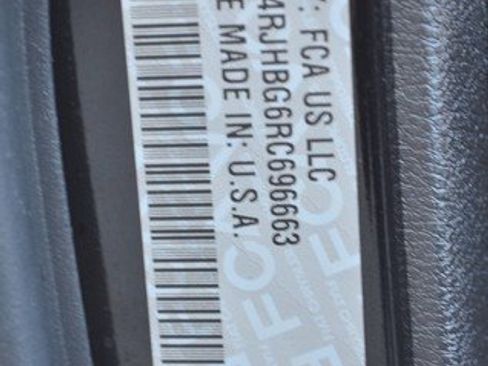 : FCA US LLC
4RJHBG6RC696663
E MADE IN: U.S.A.